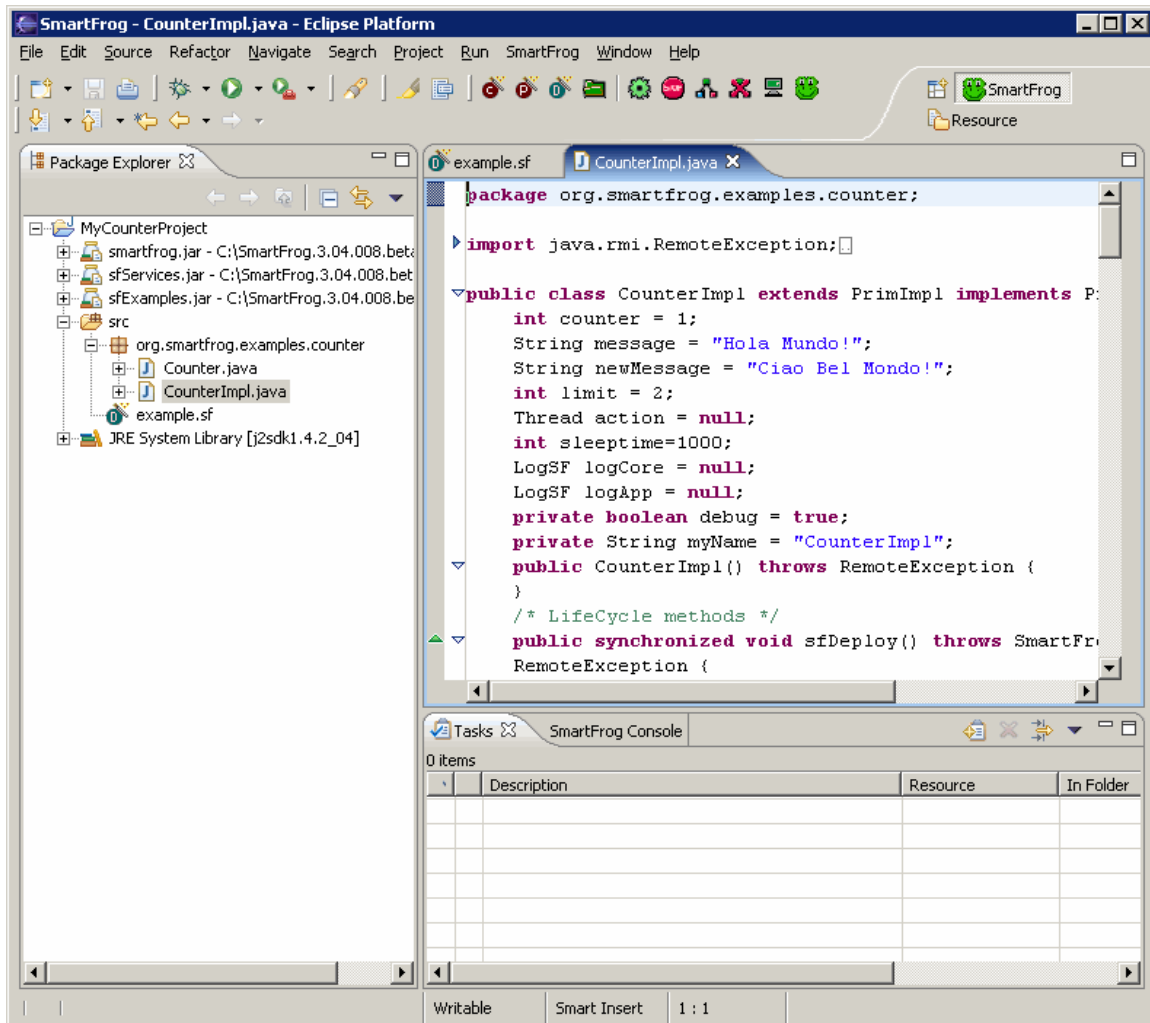 SmartFrog - CounterImpl.java - Eclipse Platform
File Edit Source Refactor Navigate Search Project Run SmartFrog Window Help
SmartFrog
Resource
Package Explorer
MyCounterProject
smartfrog.jar - C:\SmartFrog.3.04.008.beta
sfServices.jar - C:\SmartFrog.3.04.008.bet
sfExamples.jar - C:\SmartFrog.3.04.008.be
src
org.smartfrog.examples.counter
Counter.java
CounterImpl.java
example.sf
JRE System Library [j2sdk1.4.2_04]
example.sf CounterImpl.java
package org.smartfrog.examples.counter;
import java.rmi.RemoteException;
public class CounterImpl extends PrimImpl implements P
int counter = 1;
String message = "Hola Mundo!";
String newMessage = "Ciao Bel Mondo!";
int limit = 2;
Thread action = null;
int sleeptime=1000;
LogSF logCore = null;
LogSF logApp = null;
private boolean debug = true;
private String myName = "CounterImpl";
public CounterImpl() throws RemoteException {
}
/* LifeCycle methods */
public synchronized void sfDeploy() throws SmartFr
RemoteException {
Tasks SmartFrog Console
0 items
Description Resource In Folder
Writable Smart Insert 1 : 1